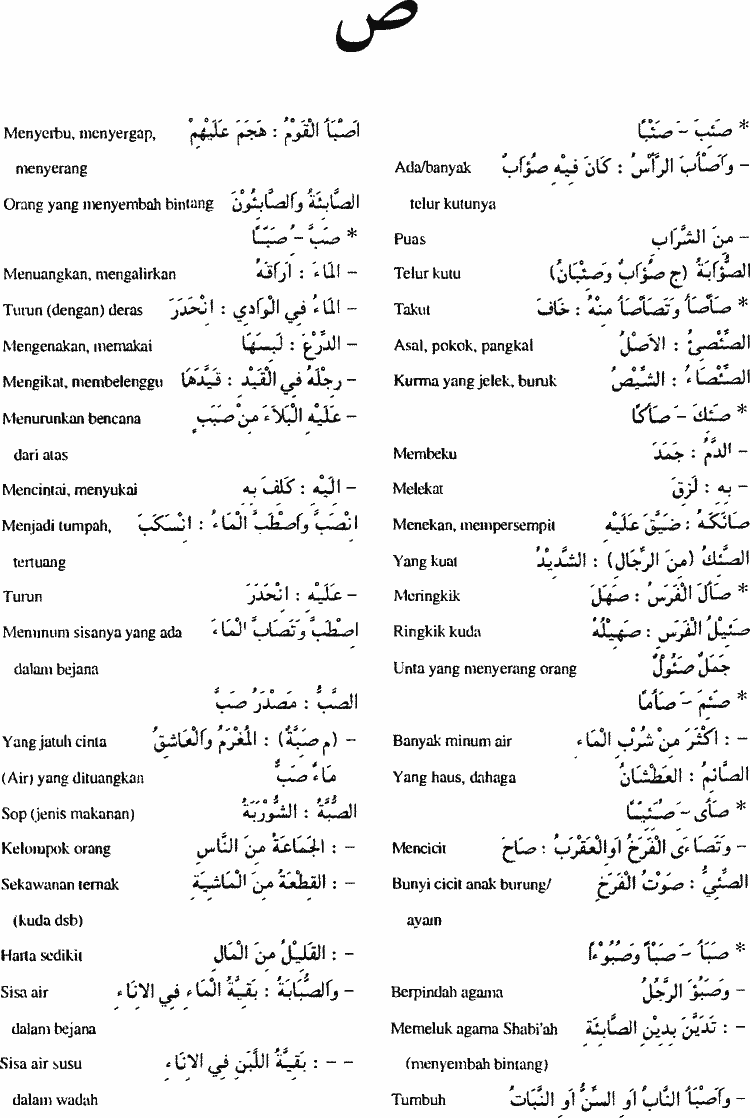 ص
* صَئِبَ – صَئَبًا
– وَاَصْأَبَ الرَّأْسُ : كَانَ فِيْهِ صُؤَابٌ Ada/banyak
telur kutunya
– مِنَ الشَّرَابِ Puas
الصُّؤَابَةُ (ج صُؤَابٌ وَصِئْبَانٌ) Telur kutu
* صَأْصَأَ وَتَصَأْصَأَ مِنْهُ : خَافَ Takut
الصِّئْصِئُ : الاَصْلُ Asal, pokok, pangkal
الصِّئْصَاءُ : الشِّيْصُ Kurma yang jelek, buruk
* صَئِكَ – صَأَكًا
– الدَّمُ : جَمَدَ Membeku
– بِهِ : لَزِقَ Melekat
صَائَكَهُ : ضَيَّقَ عَلَيْهِ Menekan, mempersempit
الصَّئِكُ (مِنَ الرِّجَالِ) : الشَّدِيْدُ Yang kuat
* صَأَلَ الْفَرَسُ : صَهَلَ Meringkik
صَئِيْلُ الْفَرَسِ : صَهِيْلُهُ Ringkik kuda
جَمَلٌ صَئُوْلٌ Unta yang menyerang orang
* صَئِمَ – صَأَمًا
– : اَكْثَرَ مِنْ شُرْبِ الْمَاءِ Banyak minum air
الصَّائِمُ : الْعَطْشَانُ Yang haus, dahaga
* صَأَى – صَئِيًّا
– وَتَصَاءَى الْفَرْخُ اَوِالْعَقْرَبُ : صَاحَ Mencicit
الصَّئِيُّ : صَوْتُ الْفَرْخِ Bunyi cicit anak burung/
ayam
* صَبَأَ – صَبْأً وَصُبُوْءًا
– وَصَبُؤَ الرَّجُلُ Berpindah agama
– : تَدَيَّنَ بِدِيْنِ الصَّابِئَةِ Memeluk agama Shabi'ah
(menyembah bintang)
– وَاَصْبَأَ النَّابُ اَوِ السِّنُّ اَوِ النَّبَاتُ Tumbuh
اَصْبَأَ الْقَوْمُ : هَجَمَ عَلَيْهِمْ Menyerbu, menyergap,
menyerang
الصَّابِئَةُ وَالصَّابِئُوْنَ Orang yang menyembah bintang
* صَبَّ – صَبًّا
– الْمَاءَ : اَرَاقَهُ Menuangkan, mengalirkan
– الْمَاءُ فِي الْوَادِي : اِنْحَدَرَ Turun (dengan) deras
– الدِّرْعَ : لَبِسَهَا Mengenakan, memakai
– رِجْلَهُ فِي الْقَيْدِ : قَيَّدَهَا Mengikat, membelenggu
– عَلَيْهِ الْبَلاَءَ مِنْ صَبَبٍ Menurunkan bencana
dari atas
– اِلَيْهِ : كَلِفَ بِهِ Mencintai, menyukai
اِنْصَبَّ وَاصْطَبَّ الْمَاءُ : اِنْسَكَبَ Menjadi tumpah,
tertuang
– عَلَيْهِ : اِنْحَدَرَ Turun
اِصْطَبَّ وَتَصَابَّ الْمَاءَ Meminum sisanya yang ada
dalam bejana
الصَّبُّ : مَصْدَرُ صَبَّ
– (م صَبَّةٌ) : الْمُغْرَمُ وَالْعَاشِقُ Yang jatuh cinta
مَاءٌ صَبٌّ (Air) yang dituangkan
الصُّبَّةُ : الشُّوْرَبَةُ Sop (jenis makanan)
– : الْجَمَاعَةُ مِنَ النَّاسِ Kelompok orang
– : الْقِطْعَةُ مِنَ الْمَاشِيَةِ Sekawanan ternak
(kuda dsb)
– : الْقَلِيْلُ مِنَ الْمَالِ Harta sedikit
– وَالصُّبَابَةُ : بَقِيَّةُ الْمَاءِ فِي الاِنَاءِ Sisa air
dalam bejana
– – : بَقِيَّةُ اللَّبَنِ فِي الاِنَاءِ Sisa air susu
dalam wadah